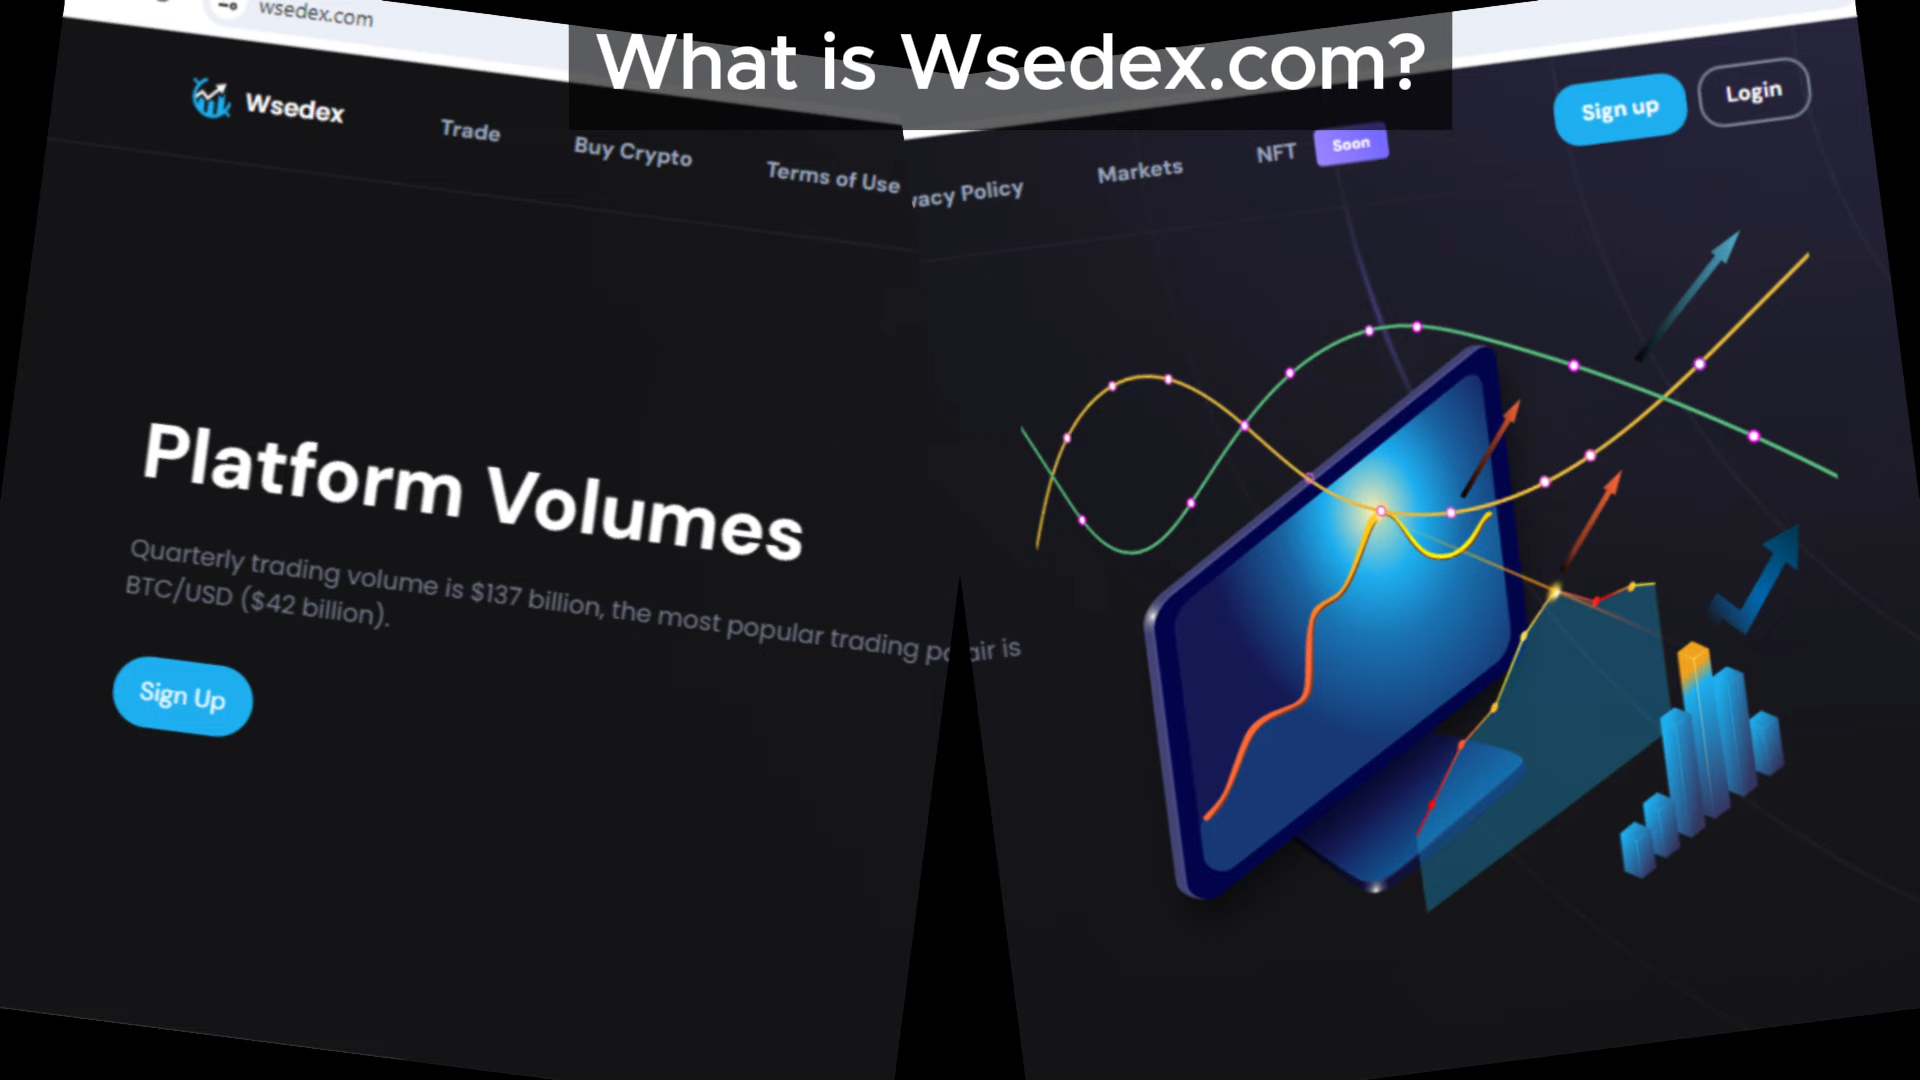 wsedex.com
What is Wsedex.com?
Wsedex
Trade
Buy Crypto
Terms of Use
vacy Policy
Markets
NFT
Soon
Sign up
Login
Platform Volumes
Quarterly trading volume is $137 billion, the most popular trading pair is
BTC/USD ($42 billion).
Sign Up